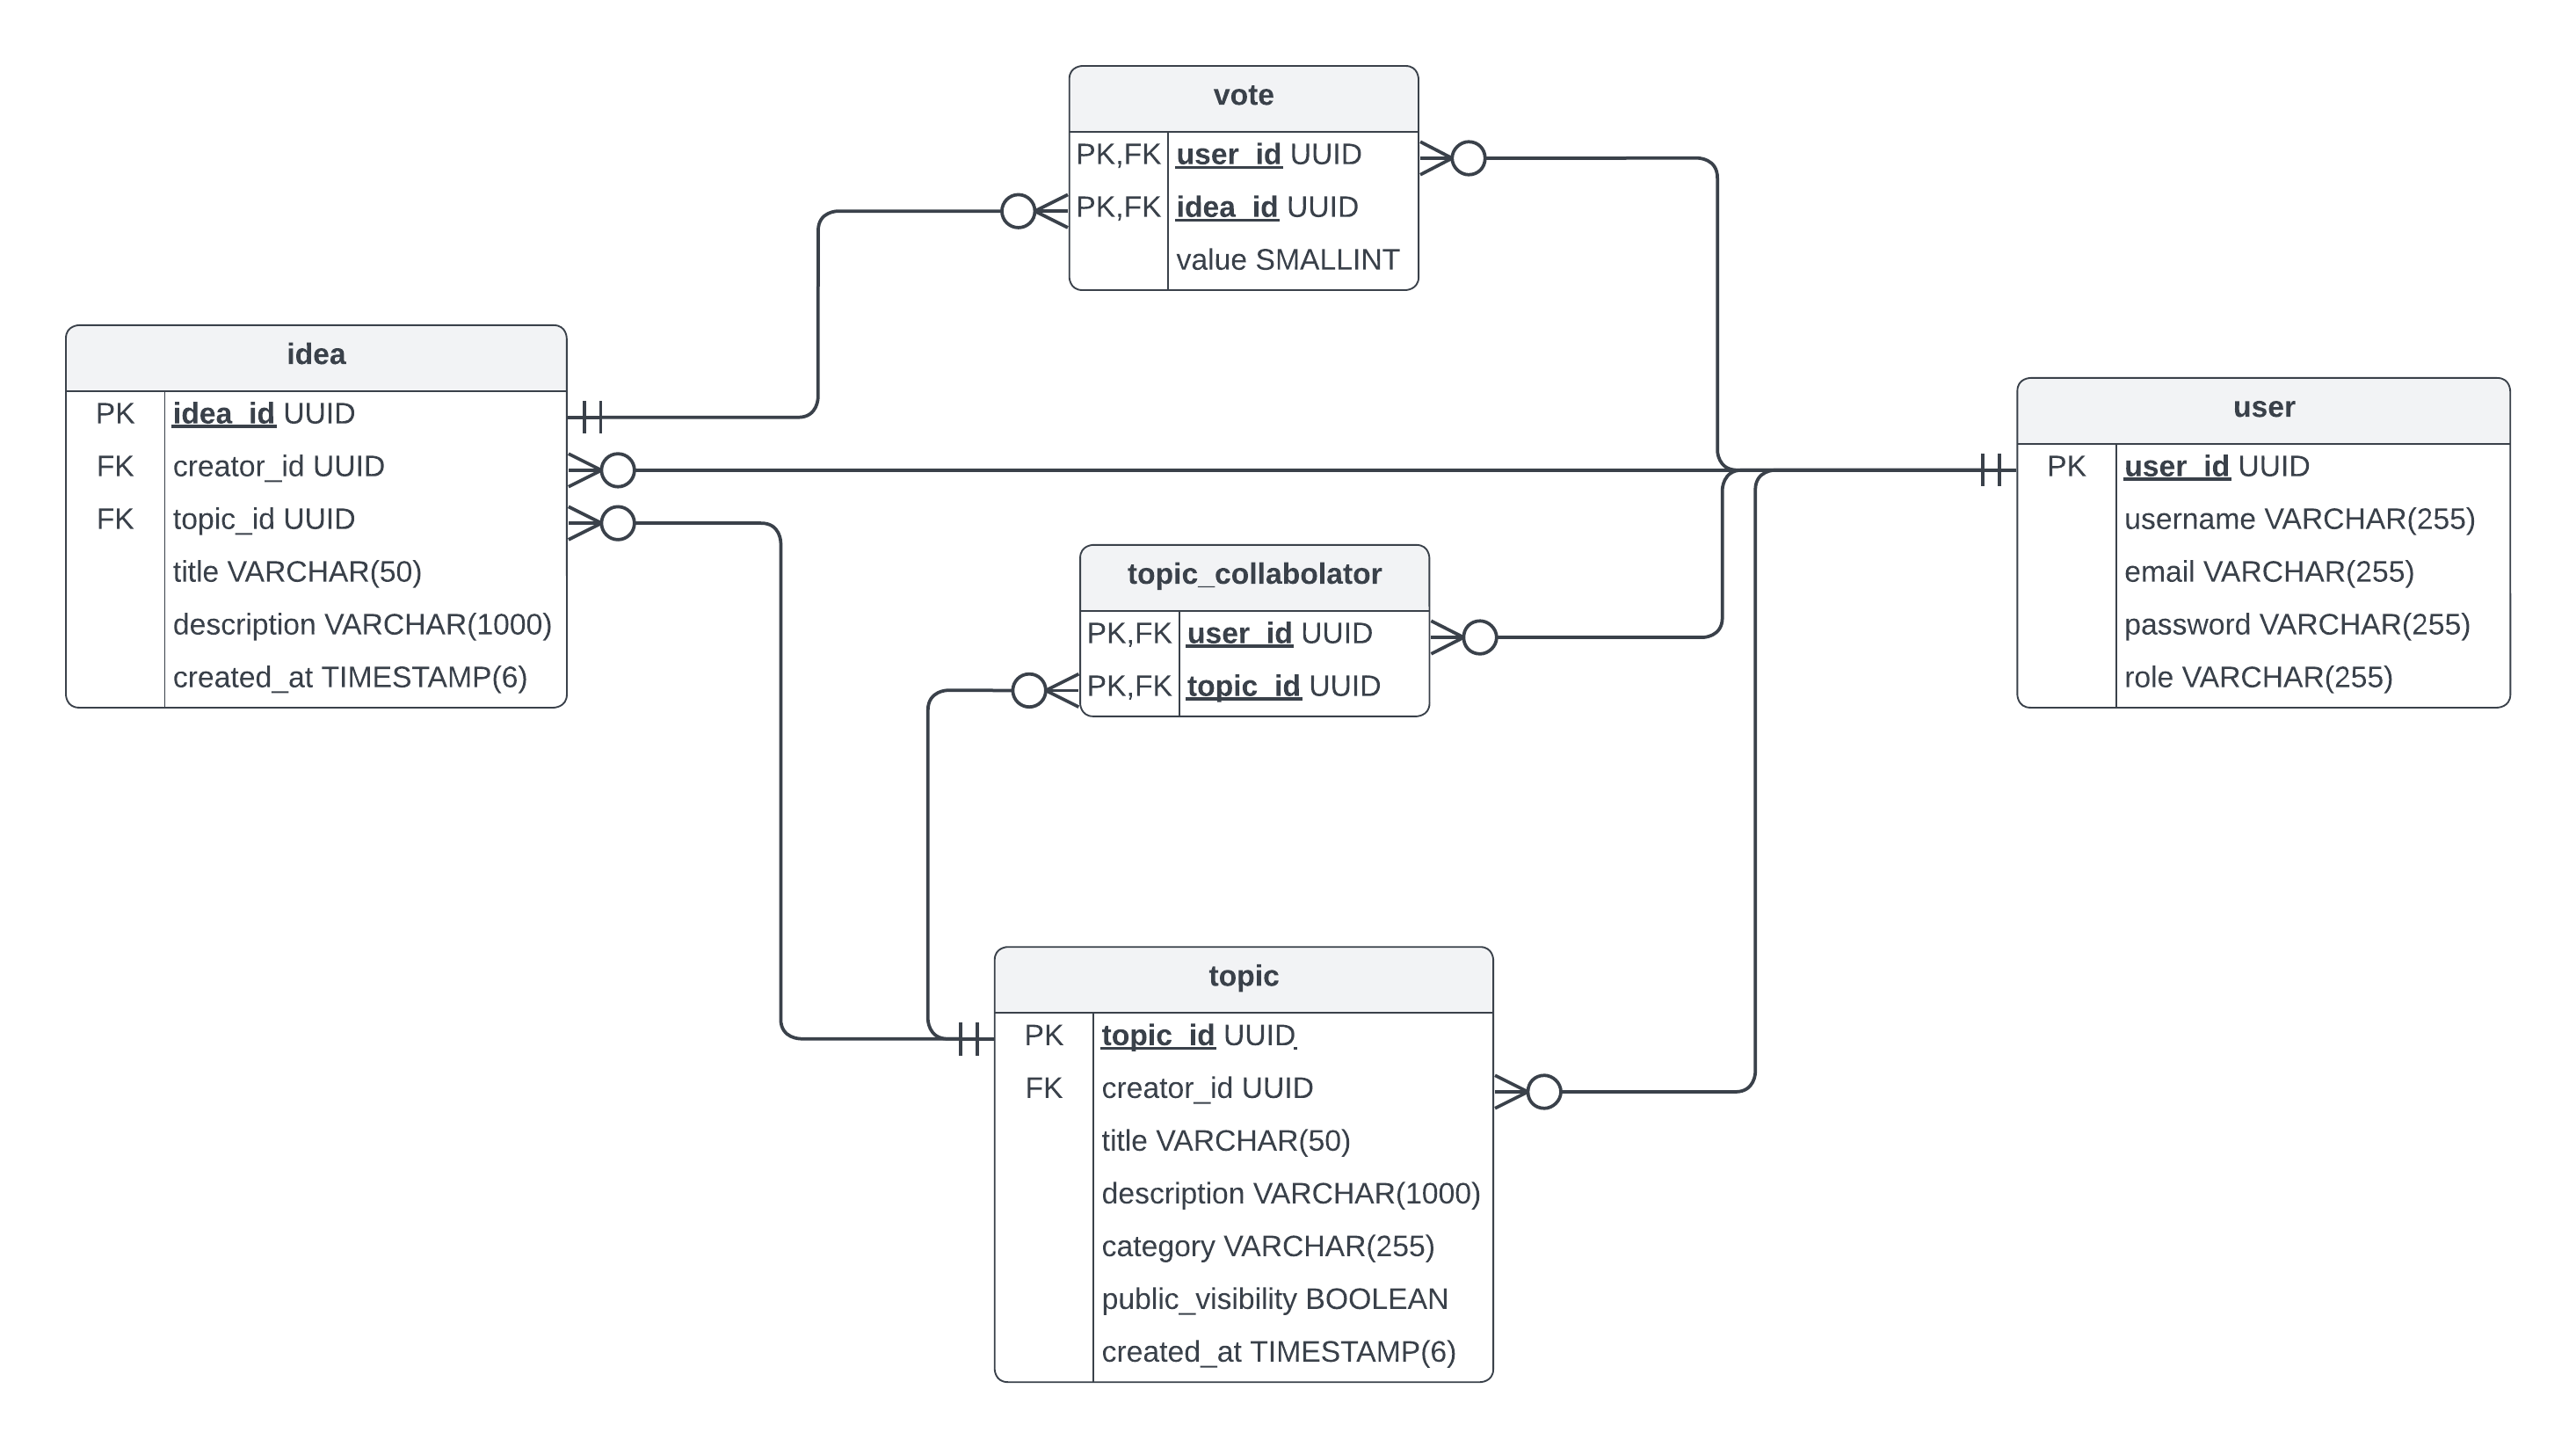 vote
PK,FK user_id UUID
PK,FK idea_id UUID
value SMALLINT
idea
PK idea_id UUID
FK creator_id UUID
FK topic_id UUID
title VARCHAR(50)
description VARCHAR(1000)
created_at TIMESTAMP(6)
user
PK user_id UUID
username VARCHAR(255)
email VARCHAR(255)
password VARCHAR(255)
role VARCHAR(255)
topic_collabolator
PK,FK user_id UUID
PK,FK topic_id UUID
topic
PK topic_id UUID
FK creator_id UUID
title VARCHAR(50)
description VARCHAR(1000)
category VARCHAR(255)
public_visibility BOOLEAN
created_at TIMESTAMP(6)